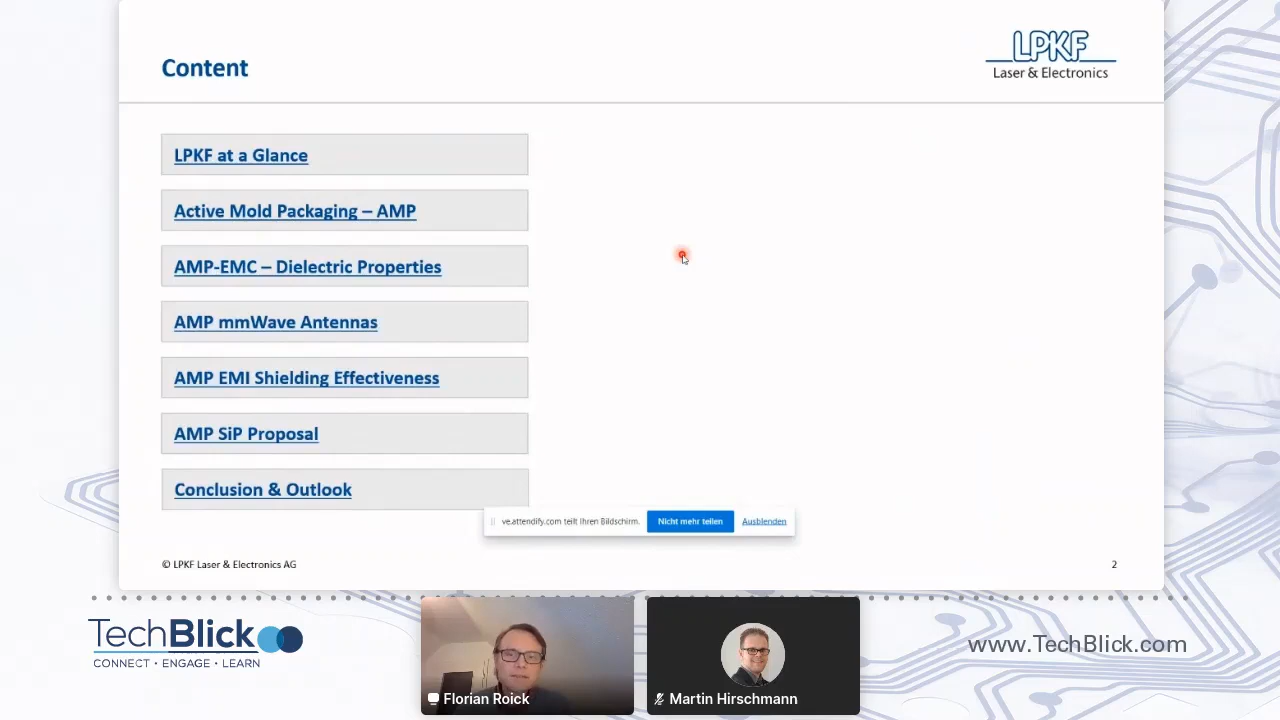 Content
LPKF
Laser & Electronics
LPKF at a Glance
Active Mold Packaging – AMP
AMP-EMC – Dielectric Properties
AMP mmWave Antennas
AMP EMI Shielding Effectiveness
AMP SiP Proposal
Conclusion & Outlook
ve.attendify.com teilt Ihren Bildschirm. Nicht mehr teilen Ausblenden
© LPKF Laser & Electronics AG
2
TechBlick
CONNECT • ENGAGE • LEARN
Florian Roick
Martin Hirschmann
www.TechBlick.com